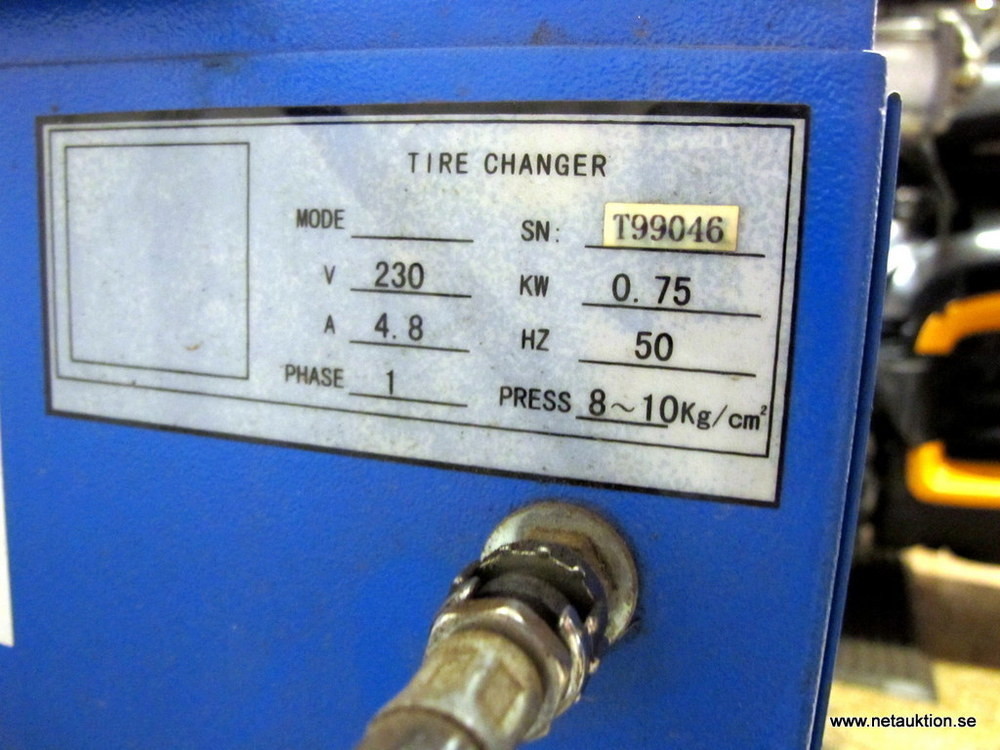 TIRE CHANGER
MODE SN: T99046
V 230 KW 0.75
A 4.8 HZ 50
PHASE 1 PRESS 8~10Kg/cm²
www.netauktion.se